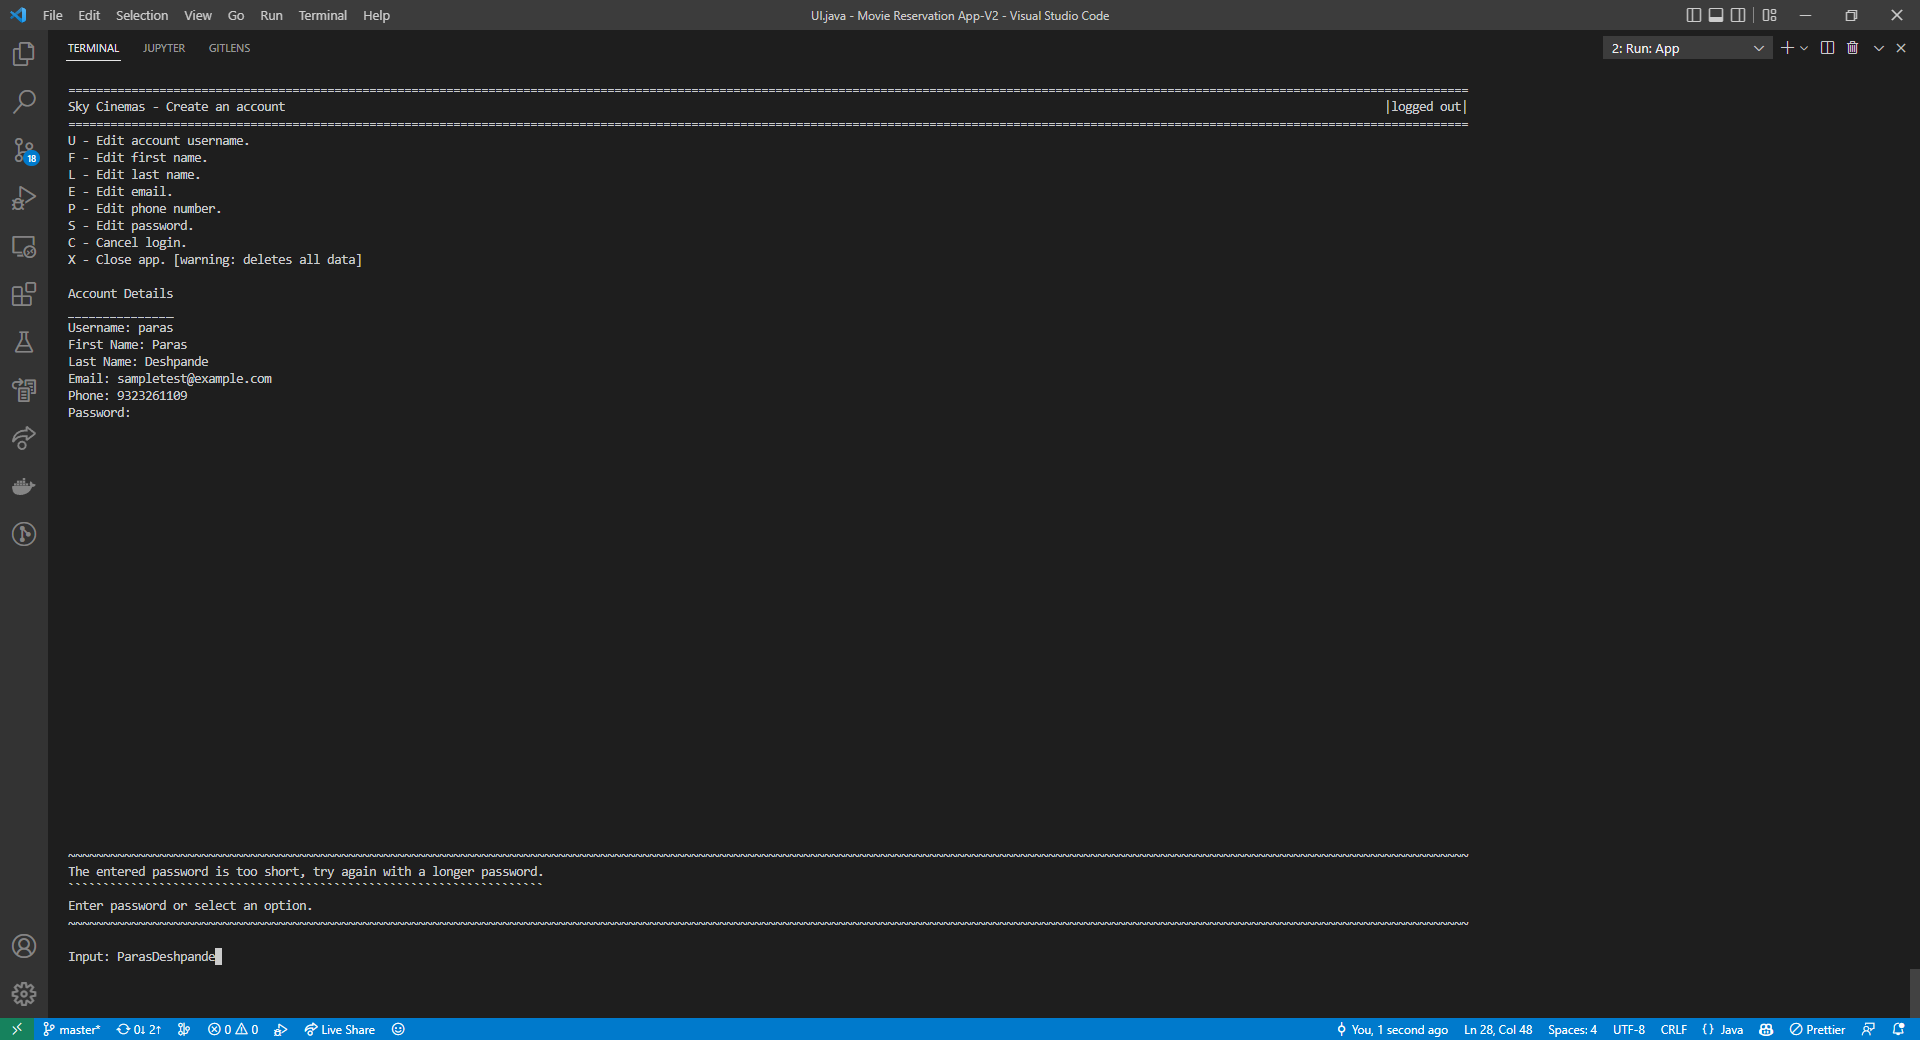 File Edit Selection View Go Run Terminal Help UI.java - Movie Reservation App-V2 - Visual Studio Code
TERMINAL JUPYTER GITLENS 2: Run: App
Sky Cinemas - Create an account |logged out|
U - Edit account username.
F - Edit first name.
L - Edit last name.
E - Edit email.
P - Edit phone number.
S - Edit password.
C - Cancel login.
X - Close app. [warning: deletes all data]
Account Details
Username: paras
First Name: Paras
Last Name: Deshpande
Email: sampletest@example.com
Phone: 9323261109
Password:
The entered password is too short, try again with a longer password.
Enter password or select an option.
Input: ParasDeshpande
18
master* 0↓ 2↑ 0 0 Live Share You, 1 second ago Ln 28, Col 48 Spaces: 4 UTF-8 CRLF {} Java Prettier